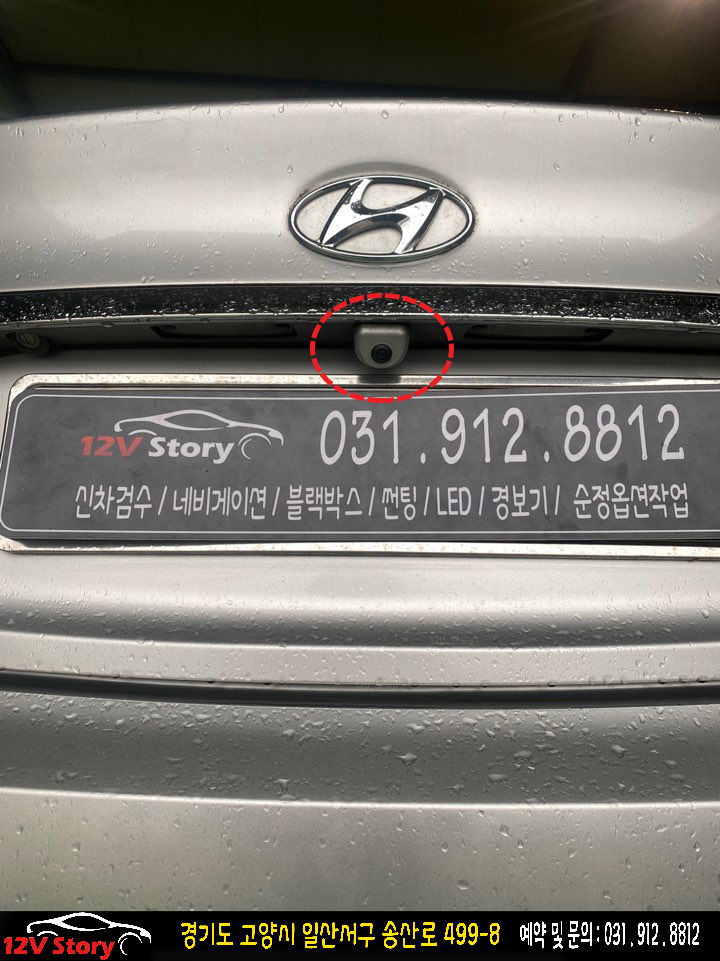 12V Story 031.912.8812
신차검수 / 네비게이션 / 블랙박스 / 썬팅 / LED / 경보기 / 순정옵션작업
12V Story 경기도 고양시 일산서구 송산로 499-8 예약 및 문의 : 031.912.8812